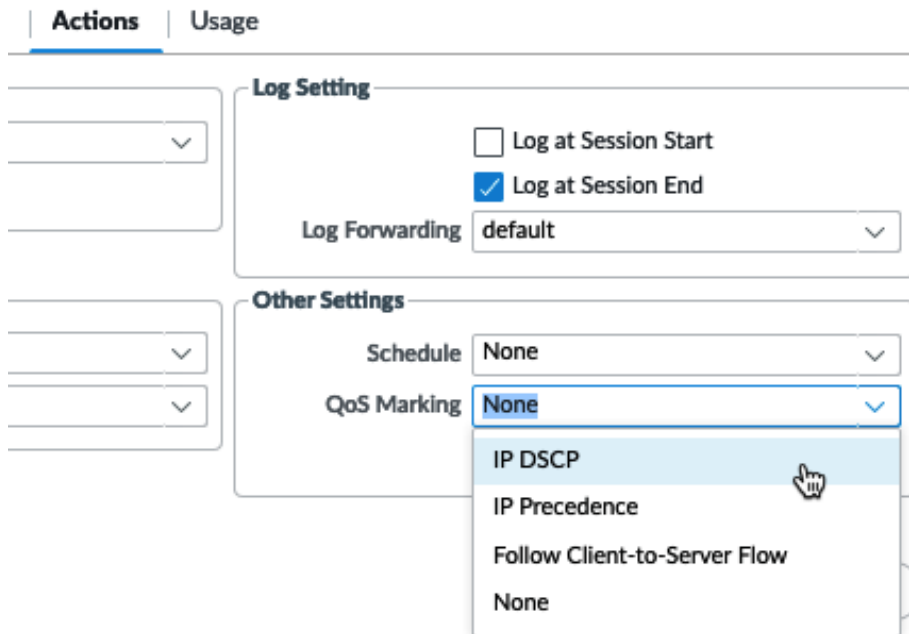 Actions
Usage
Log Setting
Log at Session Start
Log at Session End
Log Forwarding default
Other Settings
Schedule None
QoS Marking None
IP DSCP
IP Precedence
Follow Client-to-Server Flow
None